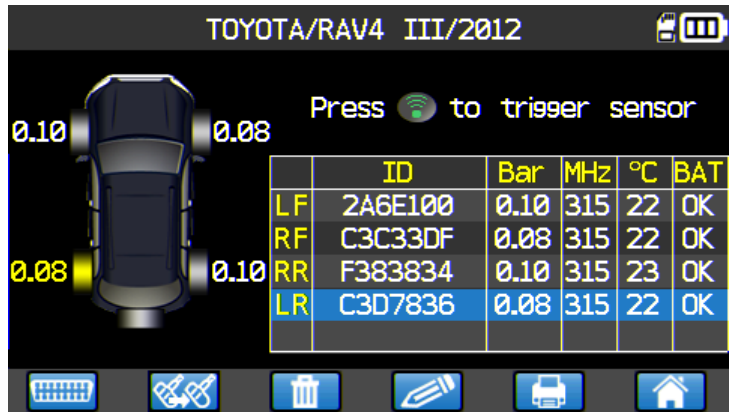 TOYOTA/RAV4 III/2012
Press to trigger sensor
0.10 0.08
ID Bar MHz °C BAT
LF 2A6E100 0.10 315 22 OK
RF C3C33DF 0.08 315 22 OK
0.08 0.10 RR F383834 0.10 315 23 OK
LR C3D7836 0.08 315 22 OK